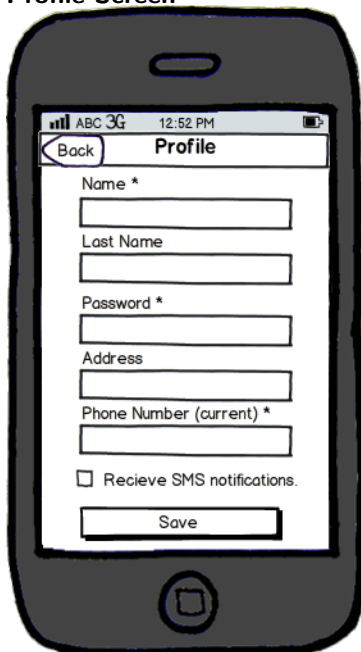 Profile Screen
ABC 3G 12:52 PM
Back Profile
Name *
Last Name
Password *
Address
Phone Number (current) *
Recieve SMS notifications.
Save